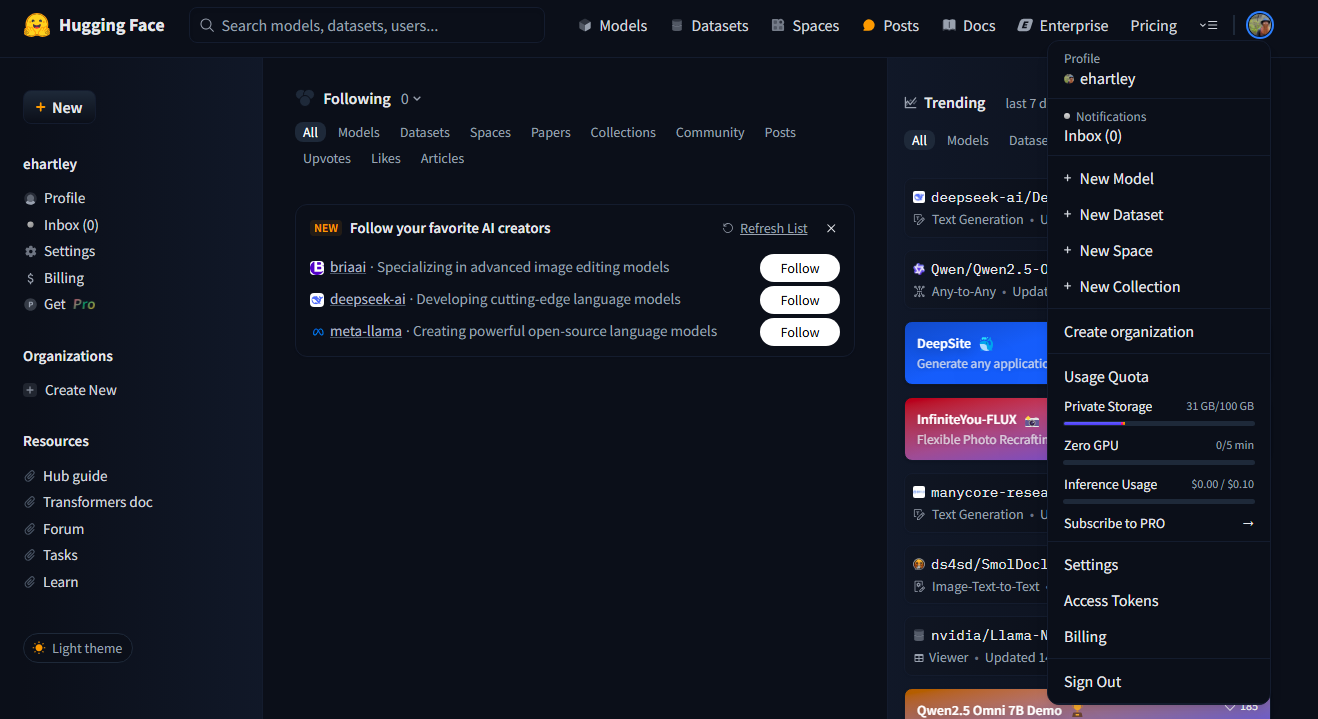 Hugging Face
Search models, datasets, users...
Models
Datasets
Spaces
Posts
Docs
Enterprise
Pricing
+ New
ehartley
Profile
Inbox (0)
Settings
$ Billing
P Get Pro
Organizations
+ Create New
Resources
Hub guide
Transformers doc
Forum
Tasks
Learn
Light theme
Following 0
All Models Datasets Spaces Papers Collections Community Posts
Upvotes Likes Articles
NEW Follow your favorite AI creators Refresh List
briaai · Specializing in advanced image editing models Follow
deepseek-ai · Developing cutting-edge language models Follow
meta-llama · Creating powerful open-source language models Follow
Trending last 7 d
All Models Datase
deepseek-ai/De
Text Generation •
Qwen/Qwen2.5-O
Any-to-Any • Updat
DeepSite
Generate any applicatio
InfiniteYou-FLUX
Flexible Photo Recraftin
manycore-resea
Text Generation •
ds4sd/SmolDocl
Image-Text-to-Text •
nvidia/Llama-N
Viewer • Updated 14
Qwen2.5 Omni 7B Demo
185
Profile
ehartley
Notifications
Inbox (0)
+ New Model
+ New Dataset
+ New Space
+ New Collection
Create organization
Usage Quota
Private Storage 31 GB/100 GB
Zero GPU 0/5 min
Inference Usage $0.00 / $0.10
Subscribe to PRO →
Settings
Access Tokens
Billing
Sign Out